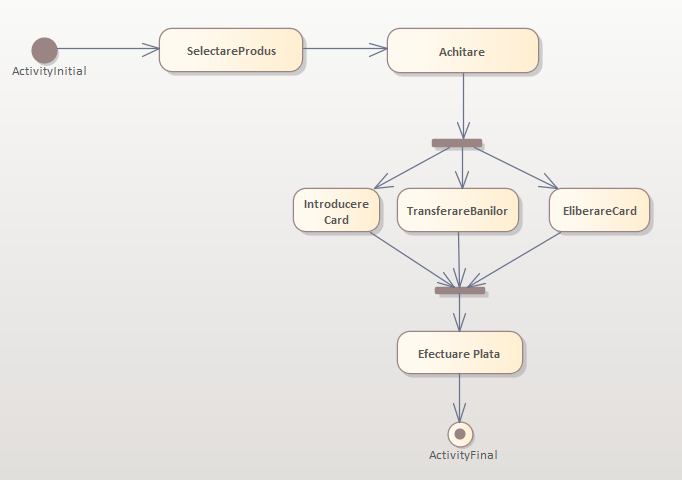 SelectareProdus
Achitare
ActivityInitial
Introducere
Card
TransferareBanilor
EliberareCard
Efectuare Plata
ActivityFinal